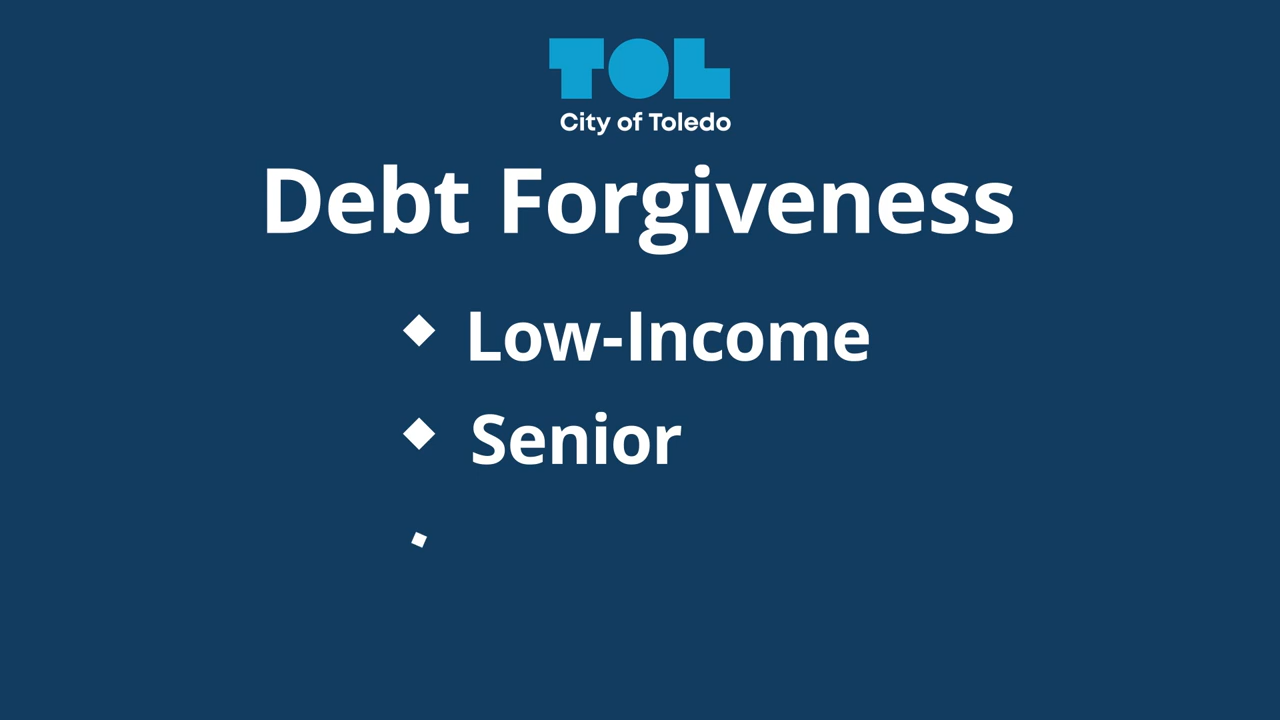 TOL
City of Toledo
Debt Forgiveness
Low-Income
Senior